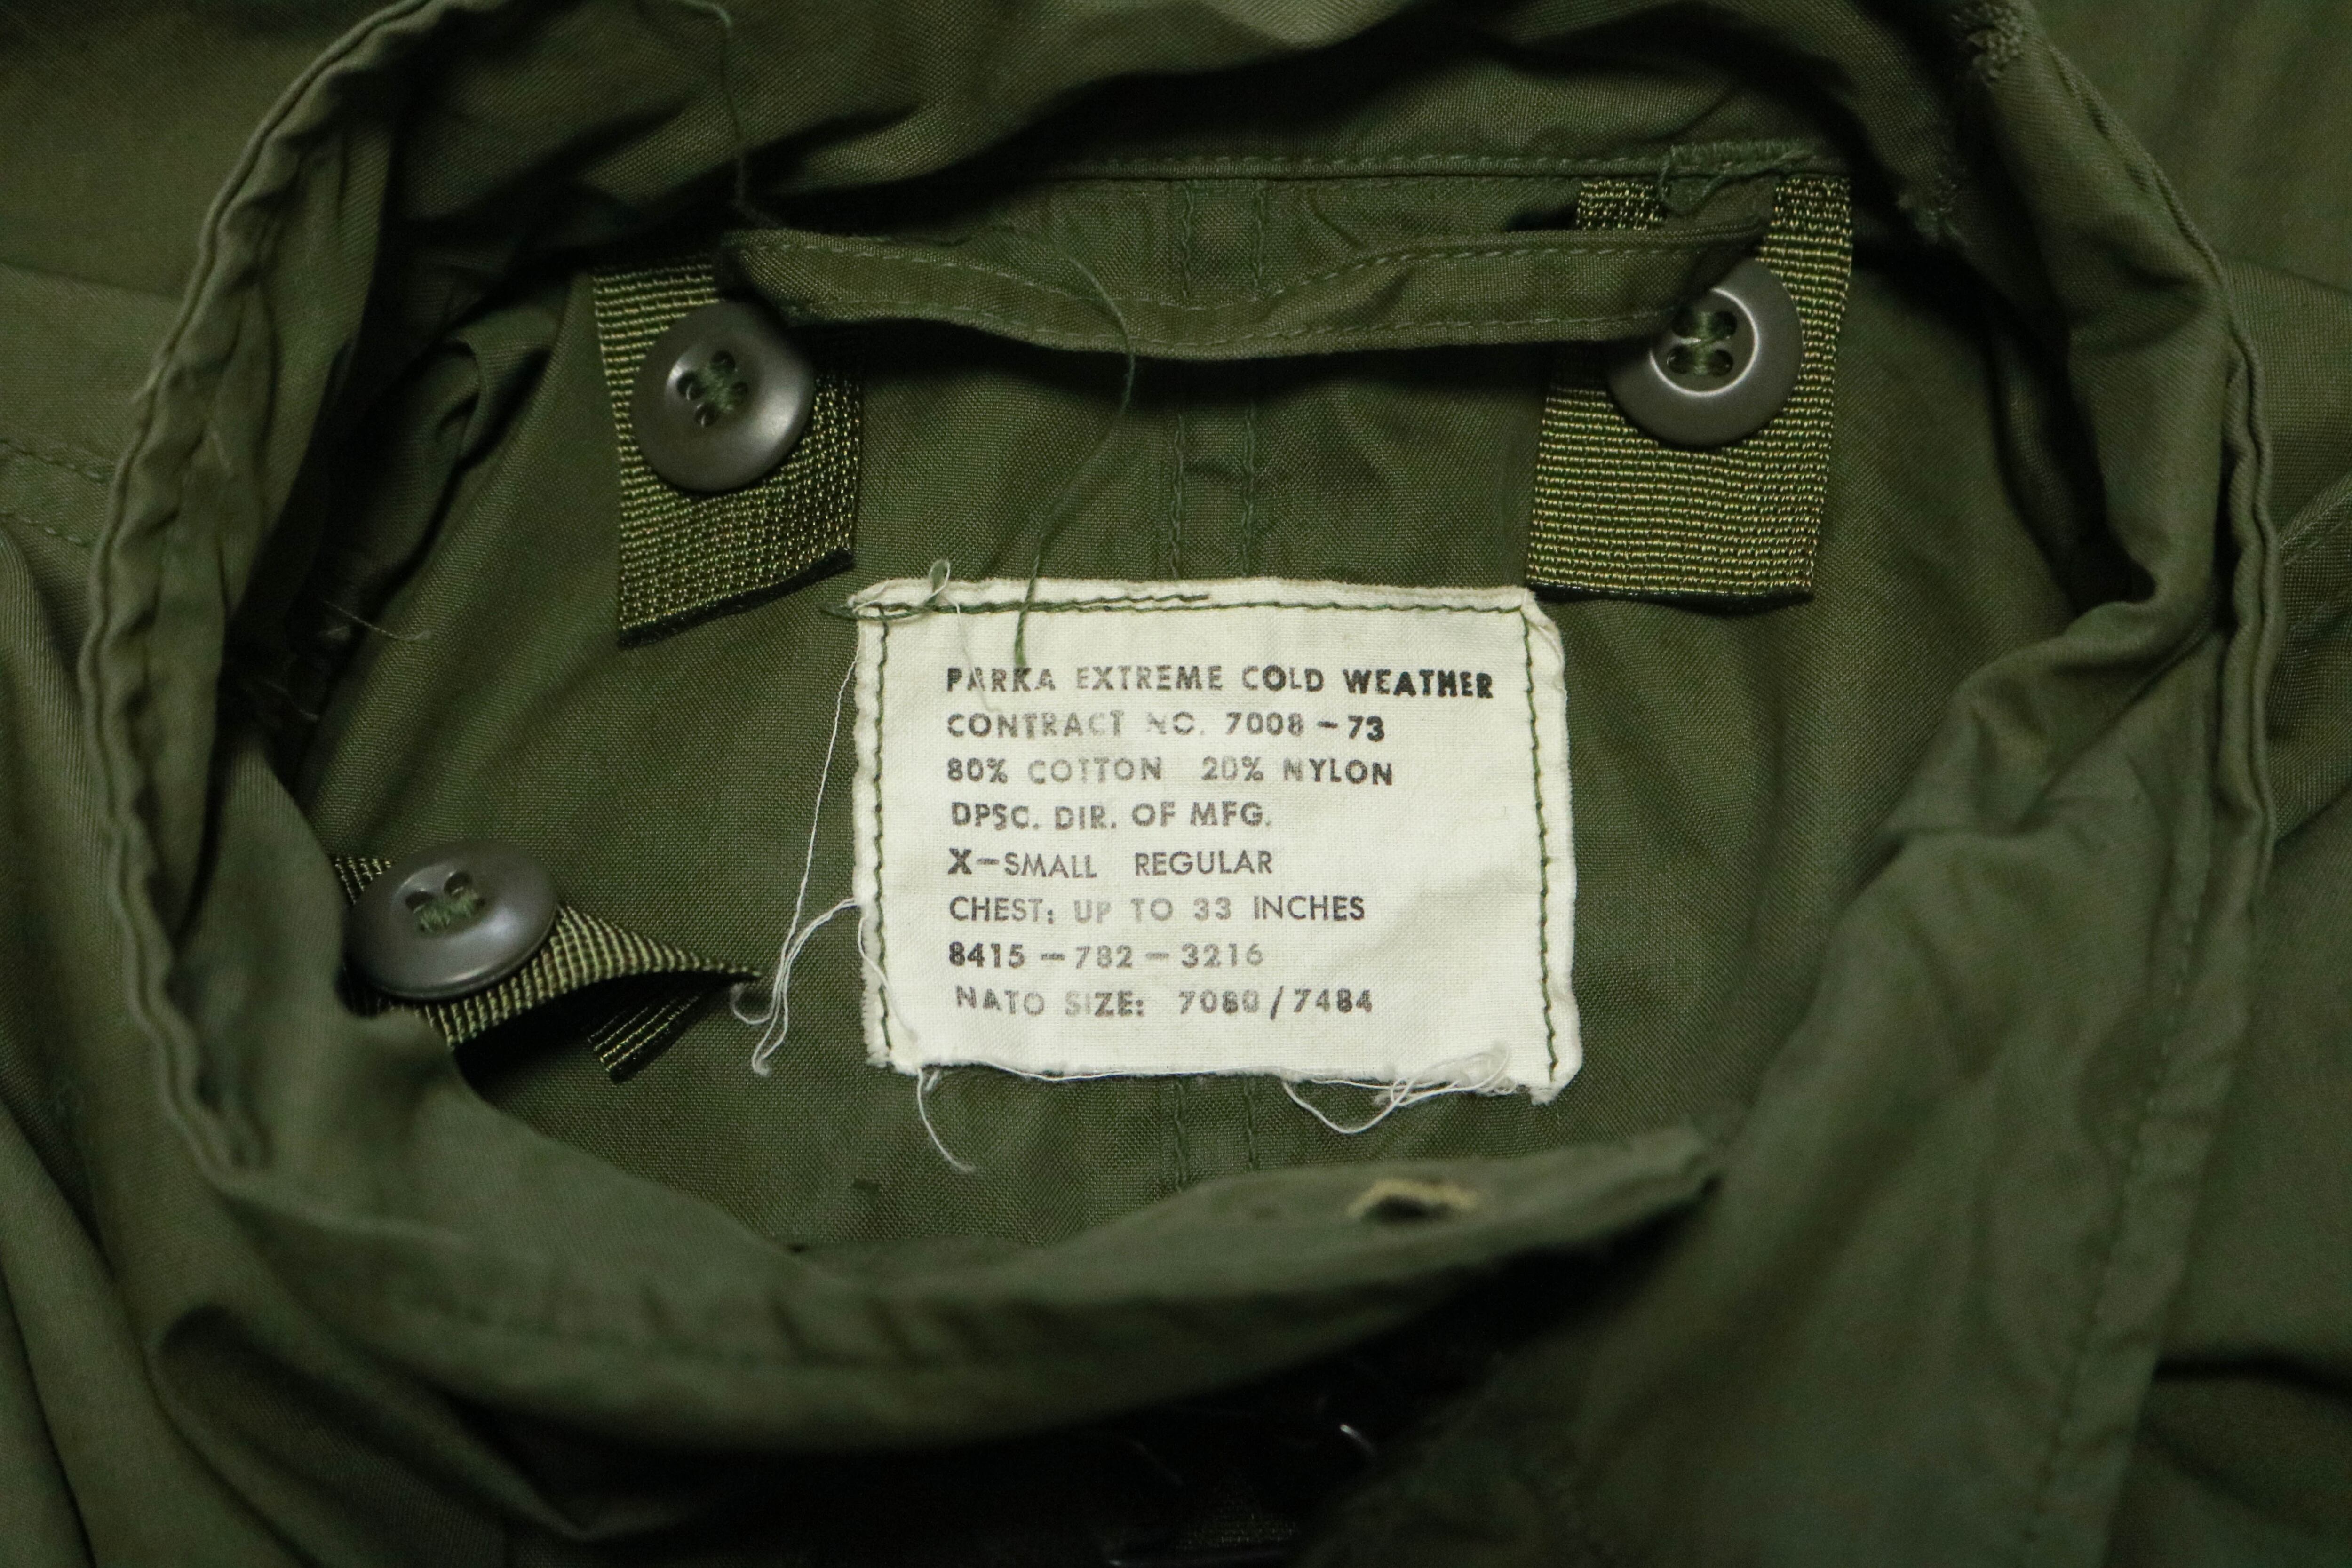 PARKA EXTREME COLD WEATHER
CONTRACT NO. 7008-73
80% COTTON 20% NYLON
DPSC. DIR. OF MFG.
X-SMALL REGULAR
CHEST: UP TO 33 INCHES
8415-782-3216
NATO SIZE: 7080/7484